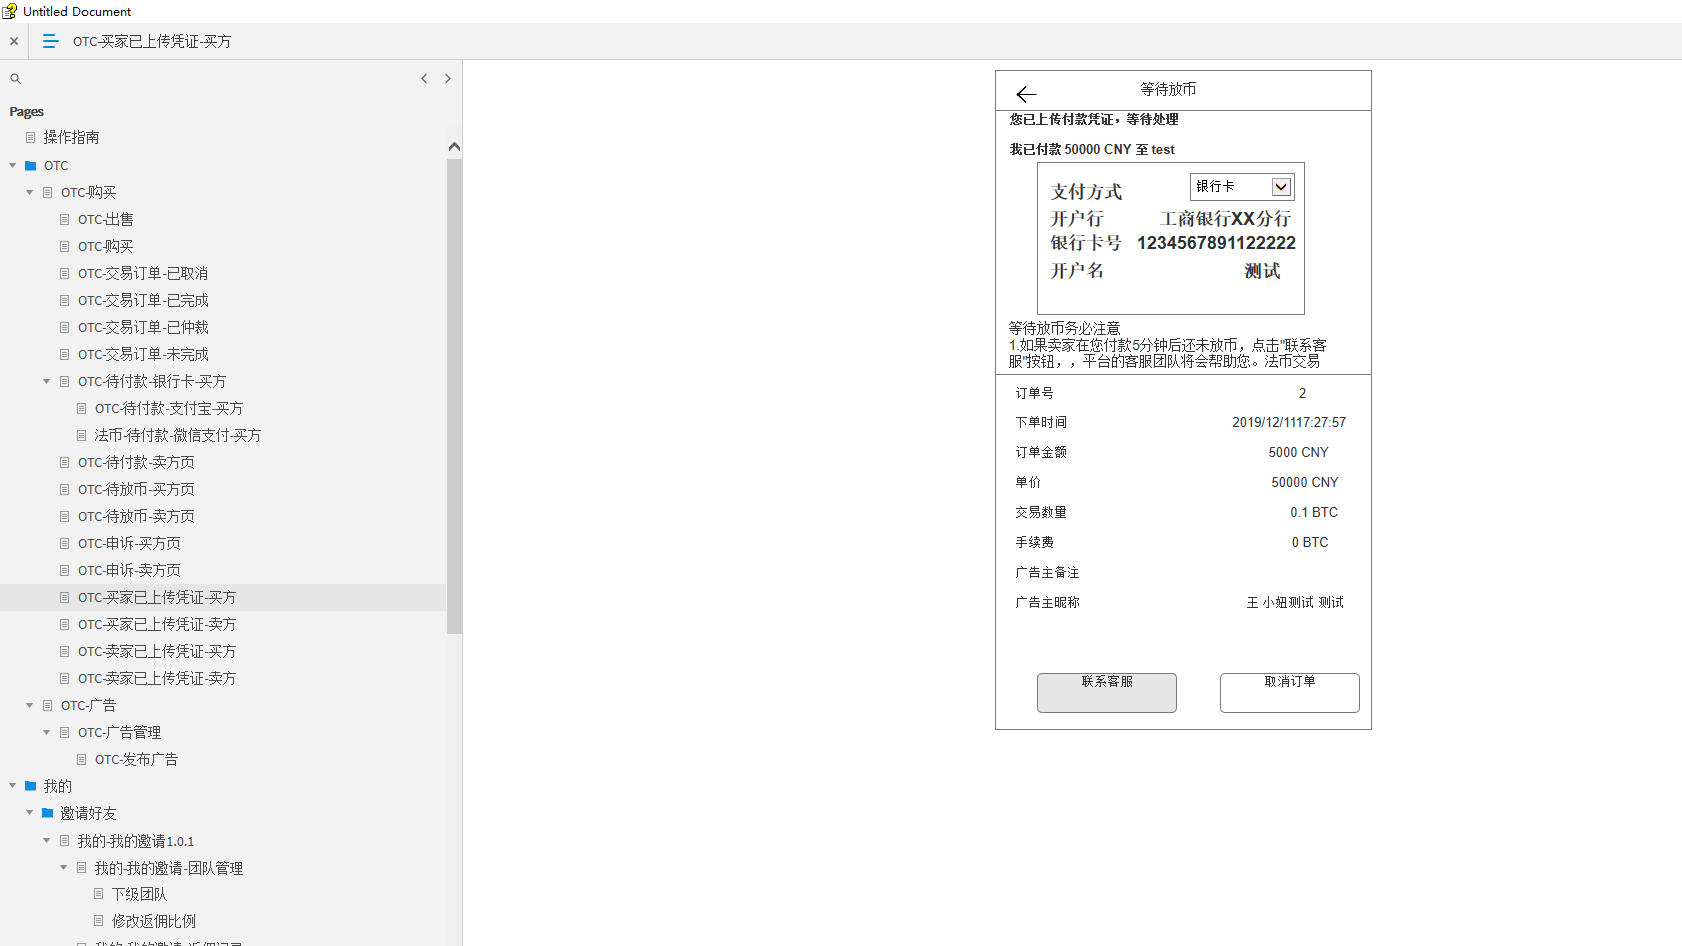 Untitled Document
OTC-买家已上传凭证-买方
Pages
操作指南
OTC
OTC-购买
OTC-出售
OTC-购买
OTC-交易订单-已取消
OTC-交易订单-已完成
OTC-交易订单-已仲裁
OTC-交易订单-未完成
OTC-待付款-银行卡-买方
OTC-待付款-支付宝-买方
法币-待付款-微信支付-买方
OTC-待付款-卖方页
OTC-待放币-买方页
OTC-待放币-卖方页
OTC-申诉-买方页
OTC-申诉-卖方页
OTC-买家已上传凭证-买方
OTC-买家已上传凭证-卖方
OTC-卖家已上传凭证-买方
OTC-卖家已上传凭证-卖方
OTC-广告
OTC-广告管理
OTC-发布广告
我的
邀请好友
我的-我的邀请1.0.1
我的-我的邀请-团队管理
下级团队
修改返佣比例
等待放币
您已上传付款凭证，等待处理
我已付款 50000 CNY 至 test
支付方式 银行卡
开户行 工商银行XX分行
银行卡号 1234567891122222
开户名 测试
等待放币务必注意
1.如果卖家在您付款5分钟后还未放币，点击"联系客
服"按钮，，平台的客服团队将会帮助您。法币交易
订单号 2
下单时间 2019/12/1117:27:57
订单金额 5000 CNY
单价 50000 CNY
交易数量 0.1 BTC
手续费 0 BTC
广告主备注
广告主昵称 王 小妞测试 测试
联系客服 取消订单